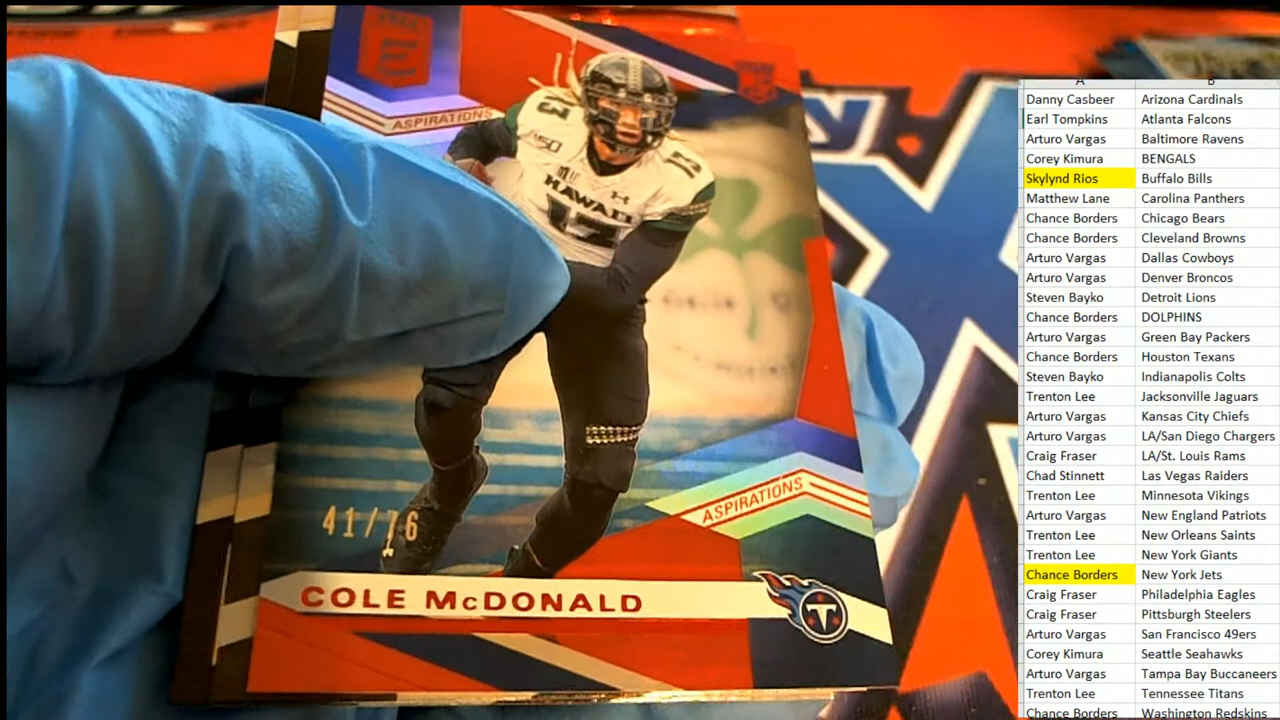 ASPIRATIONS
13
150
13
HAWAI'I
13
41/76
ASPIRATIONS
COLE McDONALD
T
A B
Danny Casbeer Arizona Cardinals
Earl Tompkins Atlanta Falcons
Arturo Vargas Baltimore Ravens
Corey Kimura BENGALS
Skylynd Rios Buffalo Bills
Matthew Lane Carolina Panthers
Chance Borders Chicago Bears
Chance Borders Cleveland Browns
Arturo Vargas Dallas Cowboys
Arturo Vargas Denver Broncos
Steven Bayko Detroit Lions
Chance Borders DOLPHINS
Arturo Vargas Green Bay Packers
Chance Borders Houston Texans
Steven Bayko Indianapolis Colts
Trenton Lee Jacksonville Jaguars
Arturo Vargas Kansas City Chiefs
Arturo Vargas LA/San Diego Chargers
Craig Fraser LA/St. Louis Rams
Chad Stinnett Las Vegas Raiders
Trenton Lee Minnesota Vikings
Arturo Vargas New England Patriots
Trenton Lee New Orleans Saints
Trenton Lee New York Giants
Chance Borders New York Jets
Craig Fraser Philadelphia Eagles
Craig Fraser Pittsburgh Steelers
Arturo Vargas San Francisco 49ers
Corey Kimura Seattle Seahawks
Arturo Vargas Tampa Bay Buccaneers
Trenton Lee Tennessee Titans
Chance Borders Washington Redskins